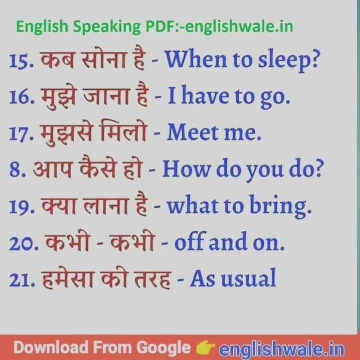 English Speaking PDF:-englishwale.in
15. कब सोना है - When to sleep?
16. मुझे जाना है - I have to go.
17. मुझसे मिलो - Meet me.
8. आप कैसे हो - How do you do?
19. क्या लाना है - what to bring.
20. कभी - कभी - off and on.
21. हमेसा की तरह - As usual
Download From Google 👉 englishwale.in